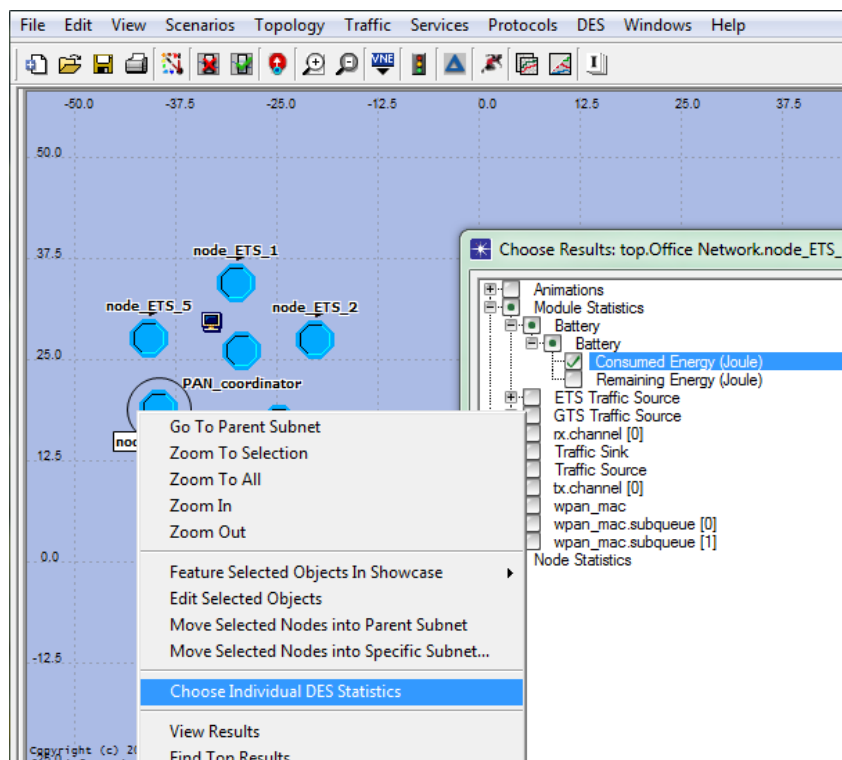 File Edit View Scenarios Topology Traffic Services Protocols DES Windows Help
VNE
-50.0 -37.5 -25.0 -12.5 0.0 12.5 25.0 37.5
50.0
37.5
25.0
12.5
0.0
-12.5
node_ETS_1
node_ETS_5
node_ETS_2
PAN_coordinator
Go To Parent Subnet
Zoom To Selection
Zoom To All
Zoom In
Zoom Out
Feature Selected Objects In Showcase
Edit Selected Objects
Move Selected Nodes into Parent Subnet
Move Selected Nodes into Specific Subnet...
Choose Individual DES Statistics
View Results
Find Top Results
Choose Results: top.Office Network.node_ETS_
Animations
Module Statistics
Battery
Battery
Consumed Energy (Joule)
Remaining Energy (Joule)
ETS Traffic Source
GTS Traffic Source
rx.channel [0]
Traffic Sink
Traffic Source
tx.channel [0]
wpan_mac
wpan_mac.subqueue [0]
wpan_mac.subqueue [1]
Node Statistics
Copyright (c)